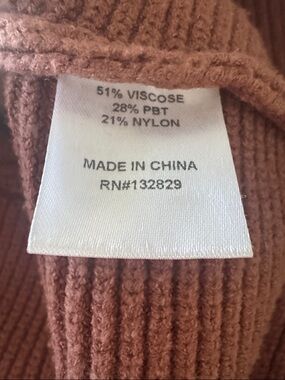 51% VISCOSE
28% PBT
21% NYLON
MADE IN CHINA
RN#132829